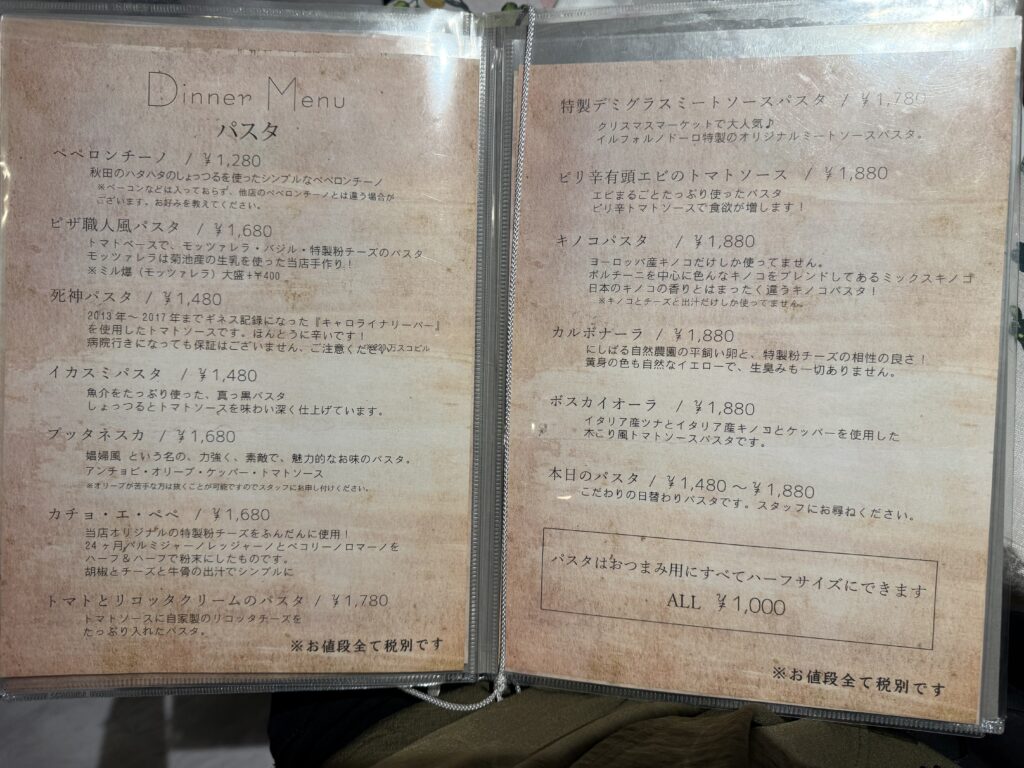 Dinner Menu
パスタ
ペペロンチーノ / ¥1,280
秋田のハタハタのしょっつるを使ったシンプルなペペロンチーノ
※ベーコンなどは入っておらず、他店のペペロンチーノとは違う場合が
ございます。お好みを教えてください。
ピザ職人風パスタ / ¥1,680
トマトベースで、モッツァレラ・バジル・特製粉チーズのパスタ
モッツァレラは菊池産の生乳を使った当店手作り！
※ミル爆（モッツァレラ）大盛＋¥400
死神パスタ / ¥1,480
2013年〜2017年までギネス記録になった『キャロライナリーパー』
を使用したトマトソースです。ほんとうに辛いです！
病院行きになっても保証はございません、ご注意ください
万スコビル
イカスミパスタ / ¥1,480
魚介をたっぷり使った、真っ黒パスタ
しょっつるとトマトソースを味わい深く仕上げています。
プッタネスカ / ¥1,680
娼婦風 という名の、力強く、素敵で、魅力的なお味のパスタ。
アンチョビ・オリーブ・ケッパー・トマトソース
※オリーブが苦手な方は抜くことが可能ですのでスタッフにお申し付けください。
カチョ・エ・ペペ / ¥1,680
当店オリジナルの特製粉チーズをふんだんに使用！
24ヶ月パルミジャーノレッジャーノとペコリーノロマーノを
ハーフ＆ハーフで粉末にしたものです。
胡椒とチーズと牛骨の出汁でシンプルに
トマトとリコッタクリームのパスタ / ¥1,780
トマトソースに自家製のリコッタチーズを
たっぷり入れたパスタ。
※お値段全て税別です
特製デミグラスミートソースパスタ / ¥1,780
クリスマスマーケットで大人気♪
イルフォルノドーロ特製のオリジナルミートソースパスタ。
ピリ辛有頭エビのトマトソース / ¥1,880
エビまるごとたっぷり使ったパスタ
ピリ辛トマトソースで食欲が増します！
キノコパスタ / ¥1,880
ヨーロッパ産キノコだけしか使ってません。
ポルチーニを中心に色んなキノコをブレンドしてあるミックスキノコ
日本のキノコの香りとはまったく違うキノコパスタ！
※キノコとチーズと出汁だけしか使ってません。
カルボナーラ / ¥1,880
にしばる自然農園の平飼い卵と、特製粉チーズの相性の良さ！
黄身の色も自然なイエローで、生臭みも一切ありません。
ボスカイオーラ / ¥1,880
イタリア産ツナとイタリア産キノコとケッパーを使用した
木こり風トマトソースパスタです。
本日のパスタ / ¥1,480 〜 ¥1,880
こだわりの日替わりパスタです。スタッフにお尋ねください。
パスタはおつまみ用にすべてハーフサイズにできます
ALL ¥1,000
※お値段全て税別です